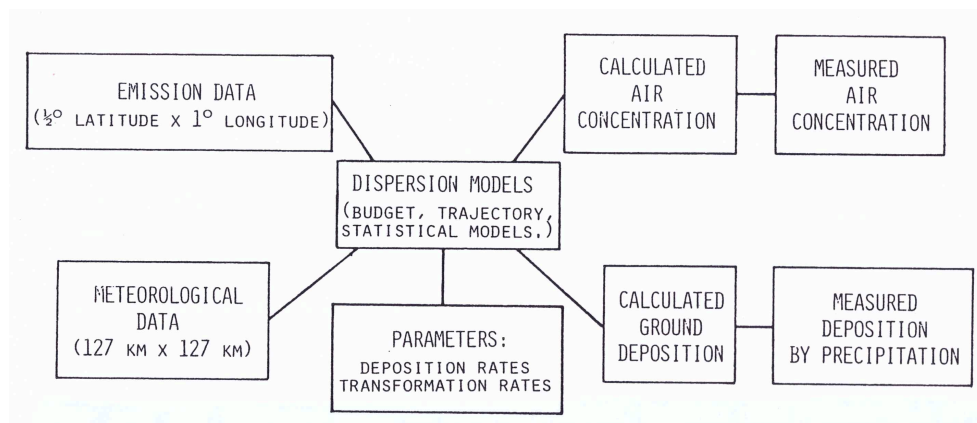 EMISSION DATA
(½° LATITUDE X 1° LONGITUDE)
CALCULATED
AIR
CONCENTRATION
MEASURED
AIR
CONCENTRATION
DISPERSION MODELS
(BUDGET, TRAJECTORY,
STATISTICAL MODELS.)
METEOROLOGICAL
DATA
(127 KM X 127 KM)
PARAMETERS:
DEPOSITION RATES
TRANSFORMATION RATES
CALCULATED
GROUND
DEPOSITION
MEASURED
DEPOSITION
BY PRECIPITATION